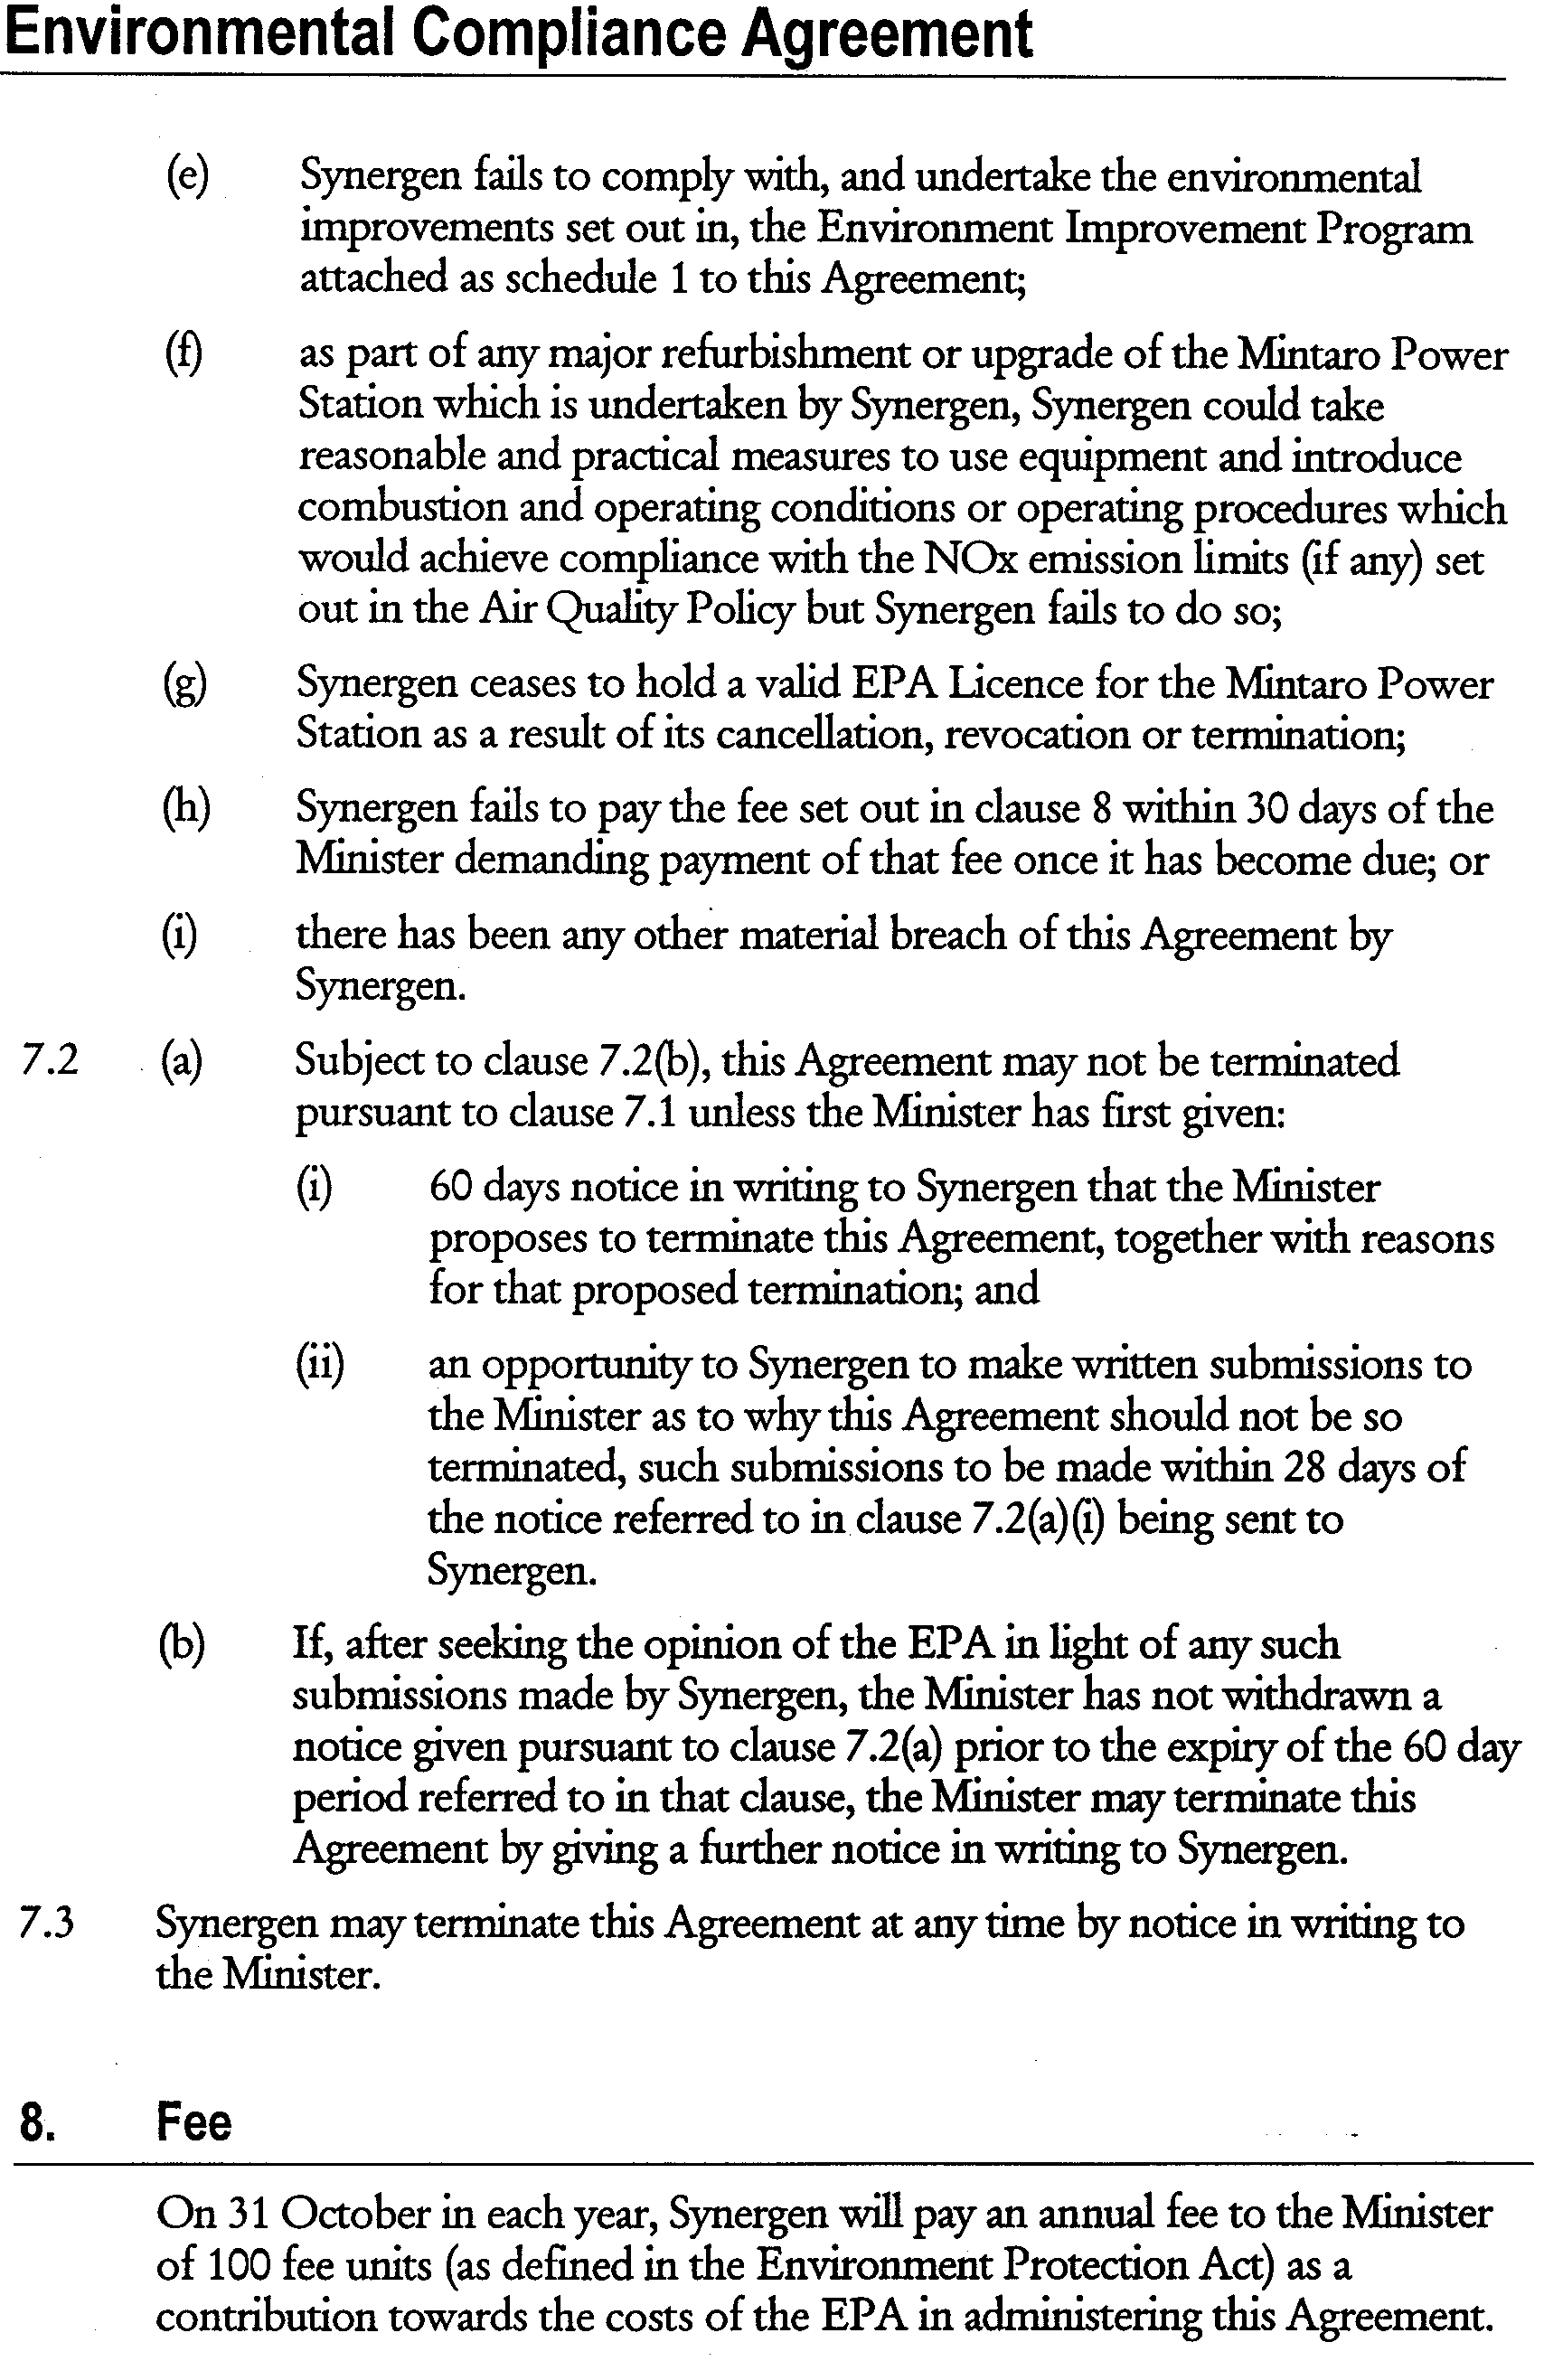 Environmental Compliance Agreement
(e) Synergen fails to comply with, and undertake the environmental
improvements set out in, the Environment Improvement Program
attached as schedule 1 to this Agreement;
(f) as part of any major refurbishment or upgrade of the Mintaro Power
Station which is undertaken by Synergen, Synergen could take
reasonable and practical measures to use equipment and introduce
combustion and operating conditions or operating procedures which
would achieve compliance with the NOx emission limits (if any) set
out in the Air Quality Policy but Synergen fails to do so;
(g) Synergen ceases to hold a valid EPA Licence for the Mintaro Power
Station as a result of its cancellation, revocation or termination;
(h) Synergen fails to pay the fee set out in clause 8 within 30 days of the
Minister demanding payment of that fee once it has become due; or
(i) there has been any other material breach of this Agreement by
Synergen.
7.2 (a) Subject to clause 7.2(b), this Agreement may not be terminated
pursuant to clause 7.1 unless the Minister has first given:
(i) 60 days notice in writing to Synergen that the Minister
proposes to terminate this Agreement, together with reasons
for that proposed termination; and
(ii) an opportunity to Synergen to make written submissions to
the Minister as to why this Agreement should not be so
terminated, such submissions to be made within 28 days of
the notice referred to in clause 7.2(a)(i) being sent to
Synergen.
(b) If, after seeking the opinion of the EPA in light of any such
submissions made by Synergen, the Minister has not withdrawn a
notice given pursuant to clause 7.2(a) prior to the expiry of the 60 day
period referred to in that clause, the Minister may terminate this
Agreement by giving a further notice in writing to Synergen.
7.3 Synergen may terminate this Agreement at any time by notice in writing to
the Minister.
8. Fee
On 31 October in each year, Synergen will pay an annual fee to the Minister
of 100 fee units (as defined in the Environment Protection Act) as a
contribution towards the costs of the EPA in administering this Agreement.